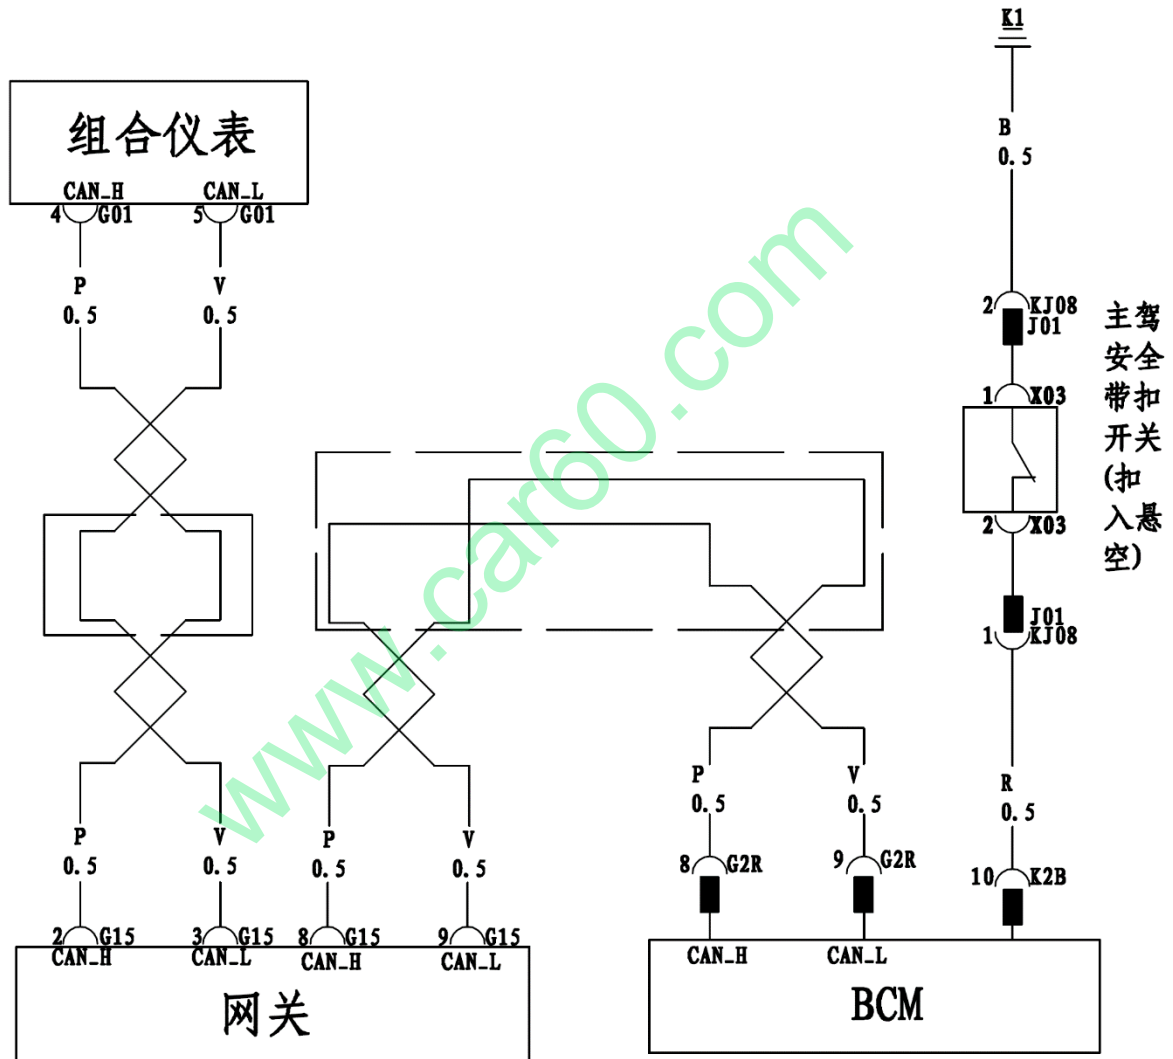 K1
组合仪表
CAN_H
CAN_L
4
G01
5
G01
B
0.5
P
0.5
V
0.5
2
KJ08
J01
主驾
安全
带扣
开关
(扣
入悬
空)
1
X03
2
X03
J01
1
KJ08
P
0.5
V
0.5
R
0.5
P
0.5
V
0.5
P
0.5
V
0.5
8
G2R
9
G2R
10
K2B
2
G15
3
G15
8
G15
9
G15
CAN_H
CAN_L
CAN_H
CAN_L
CAN_H
CAN_L
网关
BCM
www.car60.com